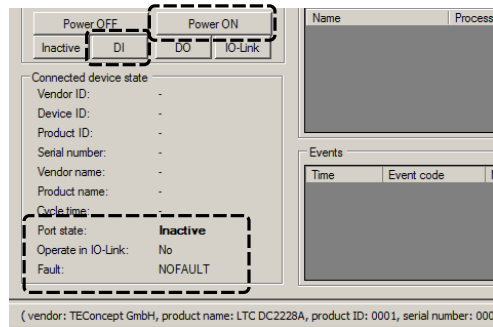 Power OFF Power ON
Inactive DI DO IO-Link
Connected device state
Vendor ID: -
Device ID: -
Product ID: -
Serial number: -
Vendor name: -
Product name: -
Cycle time: -
Port state: Inactive
Operate in IO-Link: No
Fault: NOFAULT
Name Process
Events
Time Event code
( vendor: TEConcept GmbH, product name: LTC DC2228A, product ID: 0001, serial number: 000